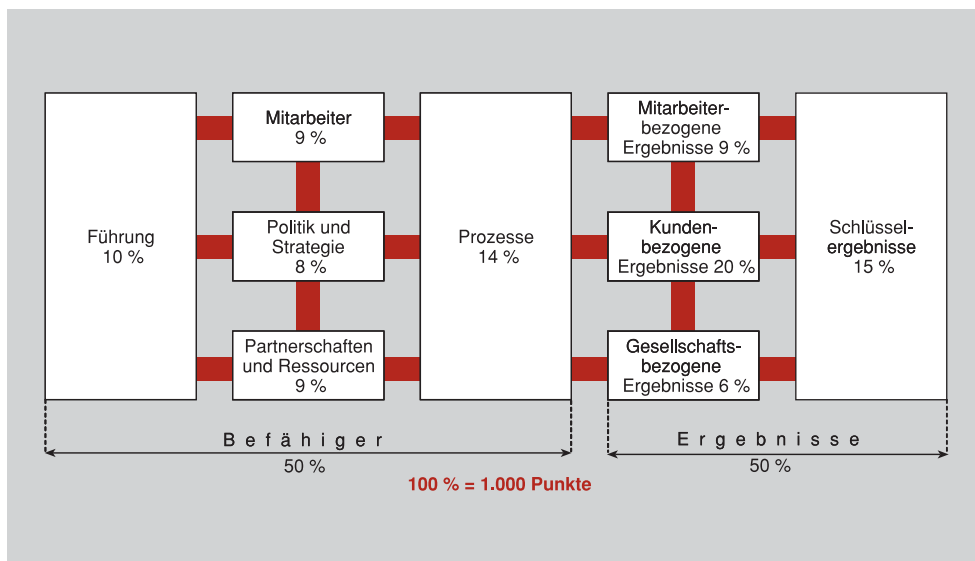 Führung
10 %
Mitarbeiter
9 %
Politik und
Strategie
8 %
Partnerschaften
und Ressourcen
9 %
Prozesse
14 %
Mitarbeiter-
bezogene
Ergebnisse 9 %
Kunden-
bezogene
Ergebnisse 20 %
Gesellschafts-
bezogene
Ergebnisse 6 %
Schlüssel-
ergebnisse
15 %
Befähiger
50 %
Ergebnisse
50 %
100 % = 1.000 Punkte